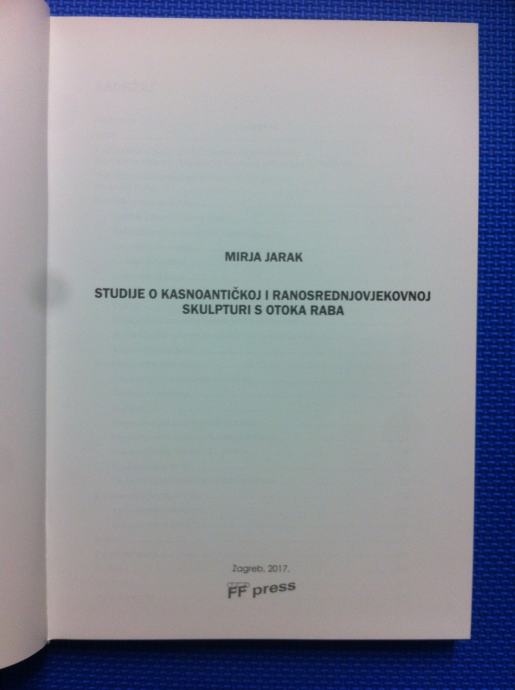 MIRJA JARAK
STUDIJE O KASNOANTIČKOJ I RANOSREDNJOVJEKOVNOJ
SKULPTURI S OTOKA RABA
Zagreb, 2017.
FF press